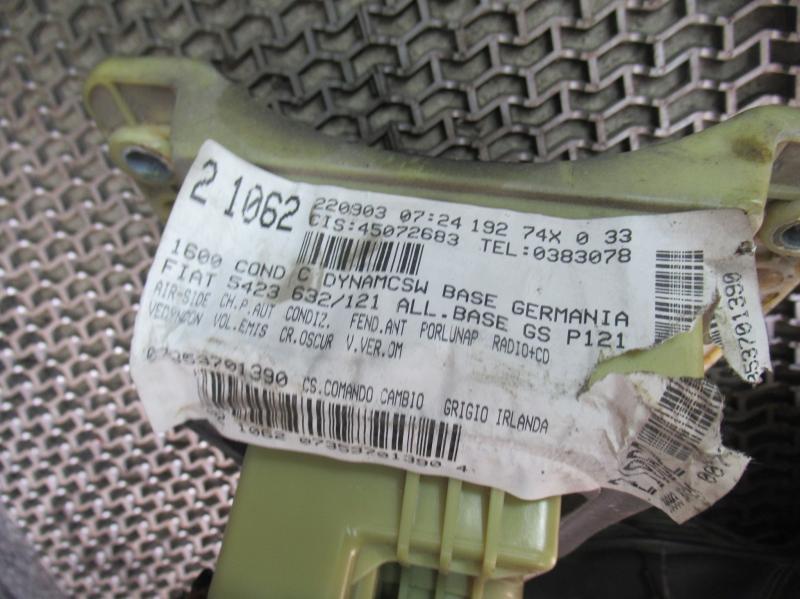 2 1062
220903 07:24 192 74X 0 33
CIS:45072683 TEL:0383078
1600 COND C DYNAMCSW BASE GERMANIA
FIAT 5423 632/121 ALL.BASE GS P121
AIR-SIDE CH.P.AUT CONDIZ. FEND.ANT PORLUNAP RADIO+CD
VOL.EMIS CR.OSCUR V.VER.OM
07353701390 CS.COMANDO CAMBIO GRIGIO IRLANDA
1062 07353701390 4
353701390